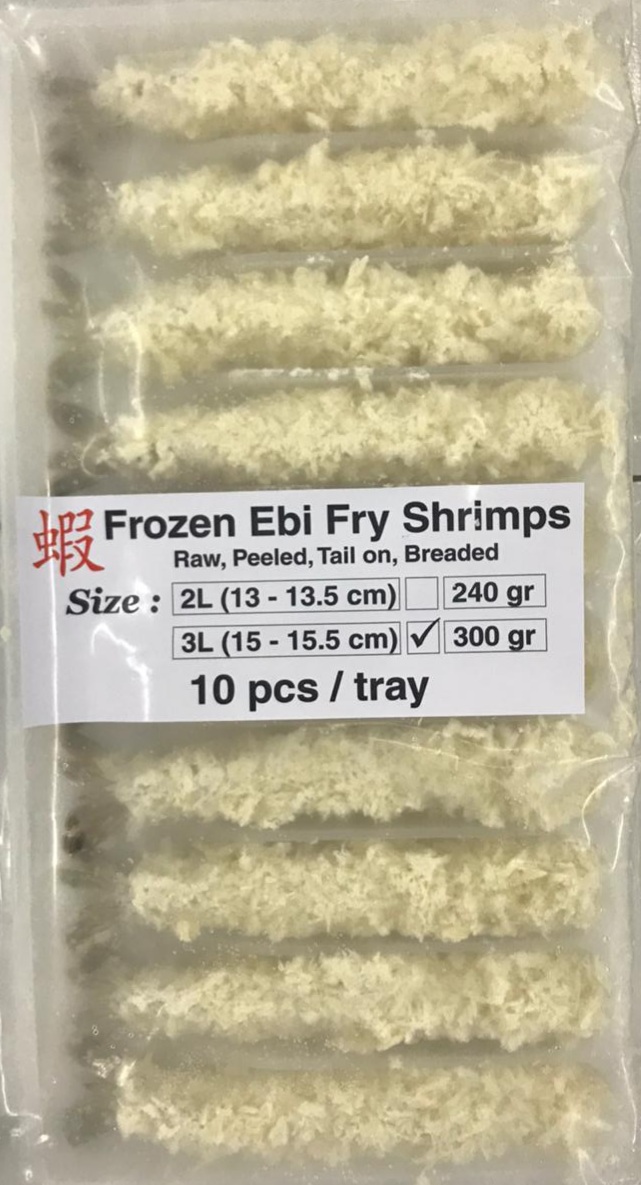 蝦 Frozen Ebi Fry Shrimps
Raw, Peeled, Tail on, Breaded
Size : 2L (13 - 13.5 cm) 240 gr
3L (15 - 15.5 cm) ✓ 300 gr
10 pcs / tray